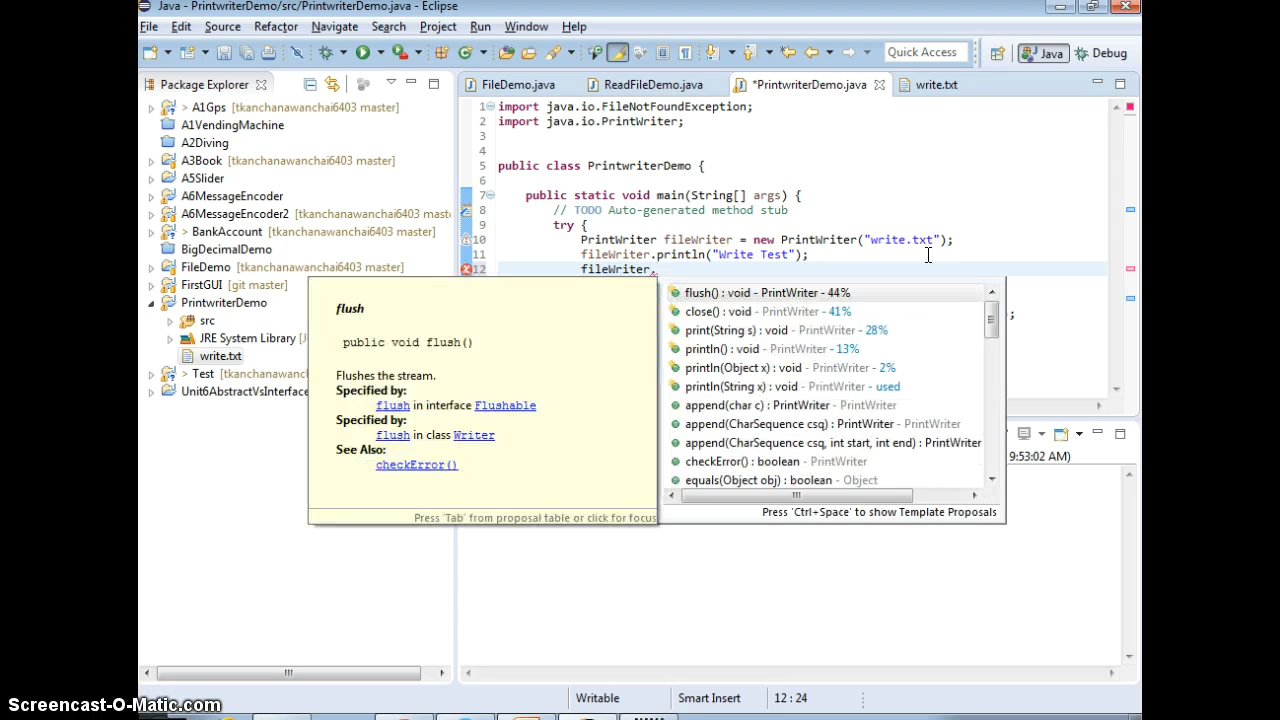 Java - PrintwriterDemo/src/PrintwriterDemo.java - Eclipse
File Edit Source Refactor Navigate Search Project Run Window Help
Quick Access Java Debug
Package Explorer
> A1Gps [tkanchanawanchai6403 master]
A1VendingMachine
A2Diving
A3Book [tkanchanawanchai6403 master]
A5Slider
A6MessageEncoder
A6MessageEncoder2 [tkanchanawanchai6403 mast
> BankAccount [tkanchanawanchai6403 master]
BigDecimalDemo
FileDemo [tkanchanawanchai6403 master]
FirstGUI [git master]
PrintwriterDemo
src
JRE System Library
write.txt
> Test [tkanchanawanchai6403 master]
Unit6AbstractVsInterface
FileDemo.java ReadFileDemo.java *PrintwriterDemo.java write.txt
1 import java.io.FileNotFoundException;
2 import java.io.PrintWriter;
3
4
5 public class PrintwriterDemo {
6
7 public static void main(String[] args) {
8 // TODO Auto-generated method stub
9 try {
10 PrintWriter fileWriter = new PrintWriter("write.txt");
11 fileWriter.println("Write Test");
12 fileWriter.
;
flush
public void flush()
Flushes the stream.
Specified by:
flush in interface Flushable
Specified by:
flush in class Writer
See Also:
checkError()
Press 'Tab' from proposal table or click for focus
flush() : void - PrintWriter - 44%
close() : void - PrintWriter - 41%
print(String s) : void - PrintWriter - 28%
println() : void - PrintWriter - 13%
println(Object x) : void - PrintWriter - 2%
println(String x) : void - PrintWriter - used
append(char c) : PrintWriter - PrintWriter
append(CharSequence csq) : PrintWriter - PrintWriter
append(CharSequence csq, int start, int end) : PrintWriter
checkError() : boolean - PrintWriter
equals(Object obj) : boolean - Object
Press 'Ctrl+Space' to show Template Proposals
9:53:02 AM)
Writable Smart Insert 12 : 24
Screencast-O-Matic.com